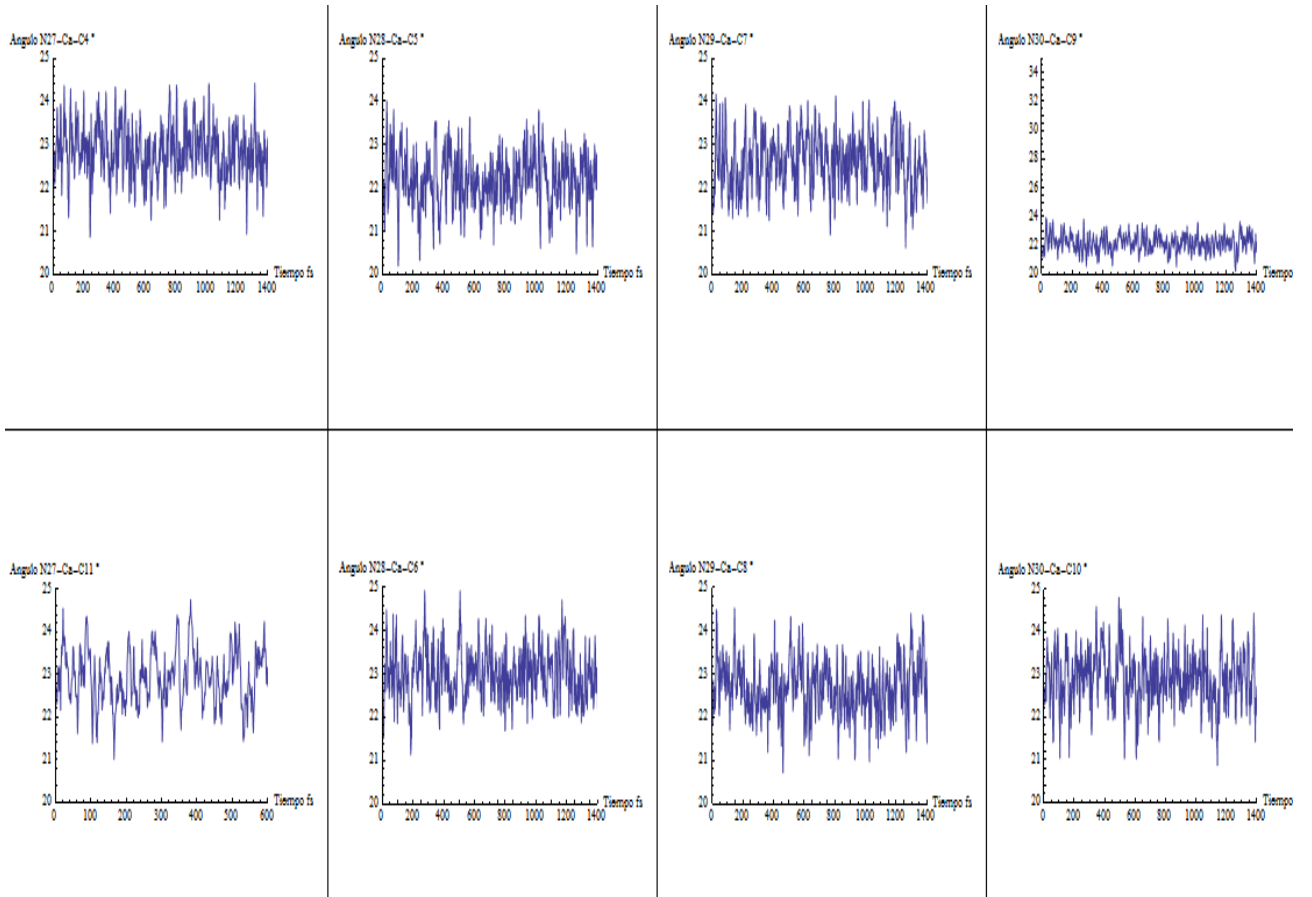 Angulo N27-Ca-C4 °
25
24
23
22
21
20
0 200 400 600 800 1000 1200 1400
Tiempo fs
Angulo N28-Ca-C5 °
25
24
23
22
21
20
0 200 400 600 800 1000 1200 1400
Tiempo fs
Angulo N29-Ca-C7 °
25
24
23
22
21
20
0 200 400 600 800 1000 1200 1400
Tiempo fs
Angulo N30-Ca-C9 °
34
32
30
28
26
24
22
20
0 200 400 600 800 1000 1200 1400
Tiempo
Angulo N27-Ca-C11 °
25
24
23
22
21
20
0 100 200 300 400 500 600
Tiempo fs
Angulo N28-Ca-C6 °
25
24
23
22
21
20
0 200 400 600 800 1000 1200 1400
Tiempo fs
Angulo N29-Ca-C8 °
25
24
23
22
21
20
0 200 400 600 800 1000 1200 1400
Tiempo fs
Angulo N30-Ca-C10 °
25
24
23
22
21
20
0 200 400 600 800 1000 1200 1400
Tiempo